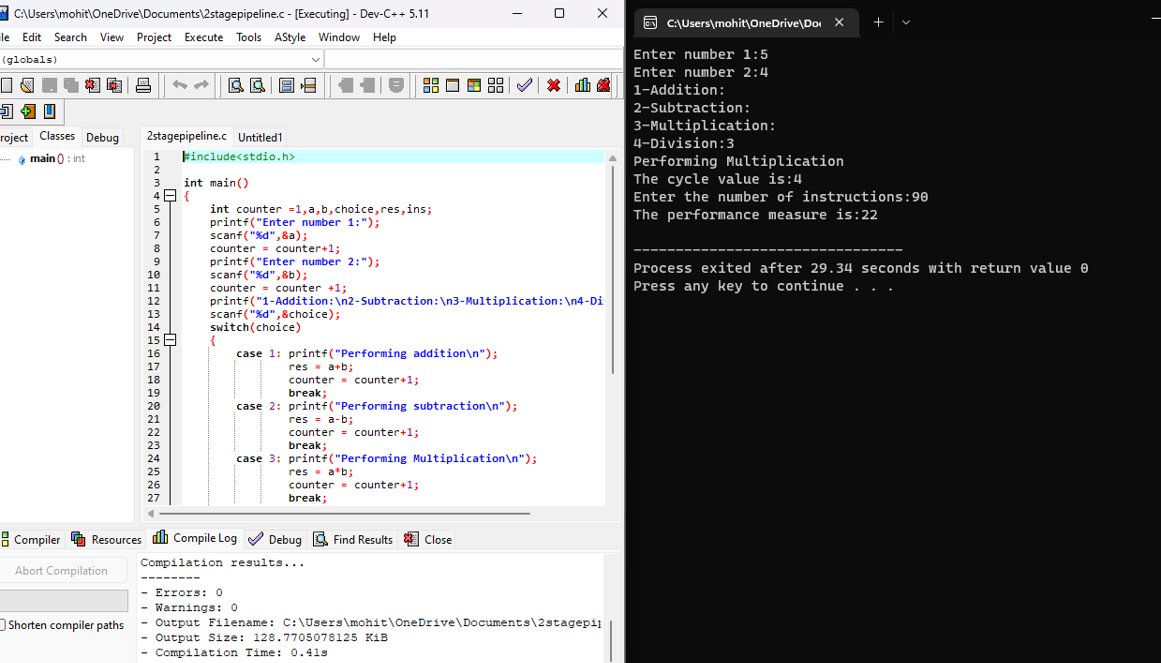 C:\Users\mohit\OneDrive\Documents\2stagepipeline.c - [Executing] - Dev-C++ 5.11
Edit Search View Project Execute Tools AStyle Window Help
(globals)
Classes Debug
main () : int
2stagepipeline.c Untitled1
1 #include<stdio.h>
2
3 int main()
4 {
5 int counter =1,a,b,choice,res,ins;
6 printf("Enter number 1:");
7 scanf("%d",&a);
8 counter = counter+1;
9 printf("Enter number 2:");
10 scanf("%d",&b);
11 counter = counter +1;
12 printf("1-Addition:\n2-Subtraction:\n3-Multiplication:\n4-Di
13 scanf("%d",&choice);
14 switch(choice)
15 {
16 case 1: printf("Performing addition\n");
17 res = a+b;
18 counter = counter+1;
19 break;
20 case 2: printf("Performing subtraction\n");
21 res = a-b;
22 counter = counter+1;
23 break;
24 case 3: printf("Performing Multiplication\n");
25 res = a*b;
26 counter = counter+1;
27 break;
Compiler Resources Compile Log Debug Find Results Close
Abort Compilation
Shorten compiler paths
Compilation results...
--------
- Errors: 0
- Warnings: 0
- Output Filename: C:\Users\mohit\OneDrive\Documents\2stagepip
- Output Size: 128.7705078125 KiB
- Compilation Time: 0.41s
C:\Users\mohit\OneDrive\Do
Enter number 1:5
Enter number 2:4
1-Addition:
2-Subtraction:
3-Multiplication:
4-Division:3
Performing Multiplication
The cycle value is:4
Enter the number of instructions:90
The performance measure is:22
--------------------------------
Process exited after 29.34 seconds with return value 0
Press any key to continue . . .